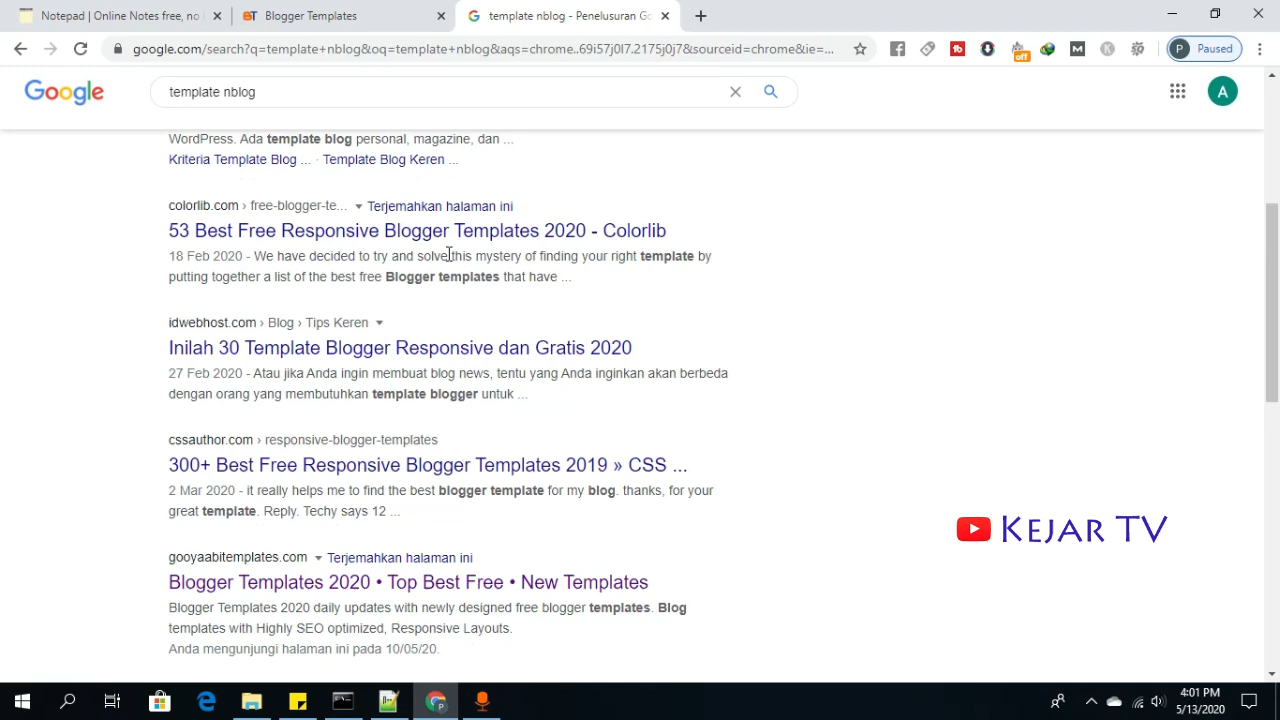 Notepad | Online Notes free, no
Blogger Templates
template nblog - Penelusuran Go
google.com/search?q=template+nblog&oq=template+nblog&aqs=chrome..69i57j0l7.2175j0j7&sourceid=chrome&ie=...
off
P Paused
Google
template nblog
A
WordPress. Ada template blog personal, magazine, dan ...
Kriteria Template Blog ... · Template Blog Keren ...
colorlib.com › free-blogger-te... Terjemahkan halaman ini
53 Best Free Responsive Blogger Templates 2020 - Colorlib
18 Feb 2020 - We have decided to try and solve this mystery of finding your right template by
putting together a list of the best free Blogger templates that have ...
idwebhost.com › Blog › Tips Keren
Inilah 30 Template Blogger Responsive dan Gratis 2020
27 Feb 2020 - Atau jika Anda ingin membuat blog news, tentu yang Anda inginkan akan berbeda
dengan orang yang membutuhkan template blogger untuk ...
cssauthor.com › responsive-blogger-templates
300+ Best Free Responsive Blogger Templates 2019 » CSS ...
2 Mar 2020 - it really helps me to find the best blogger template for my blog. thanks, for your
great template. Reply. Techy says 12 ...
KEJAR TV
gooyaabitemplates.com Terjemahkan halaman ini
Blogger Templates 2020 • Top Best Free • New Templates
Blogger Templates 2020 daily updates with newly designed free blogger templates. Blog
templates with Highly SEO optimized, Responsive Layouts.
Anda mengunjungi halaman ini pada 10/05/20.
4:01 PM
5/13/2020